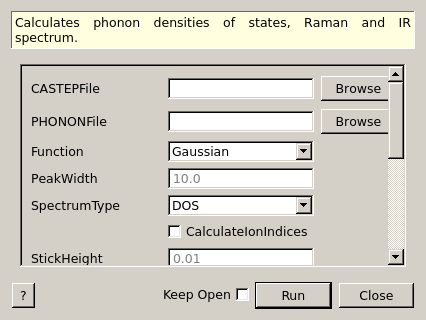 Calculates phonon densities of states, Raman and IR
spectrum.
CASTEPFile
Browse
PHONONFile
Browse
Function
Gaussian
PeakWidth
10.0
SpectrumType
DOS
CalculateIonIndices
StickHeight
0.01
?
Keep Open
Run
Close